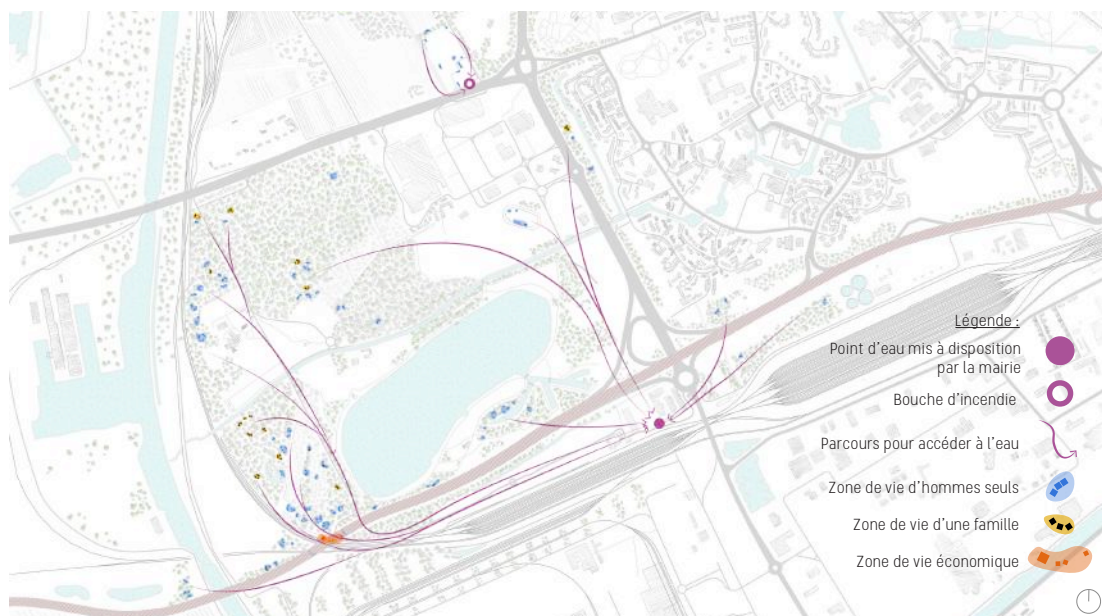 Légende :
Point d'eau mis à disposition
par la mairie
Bouche d'incendie
Parcours pour accéder à l'eau
Zone de vie d'hommes seuls
Zone de vie d'une famille
Zone de vie économique